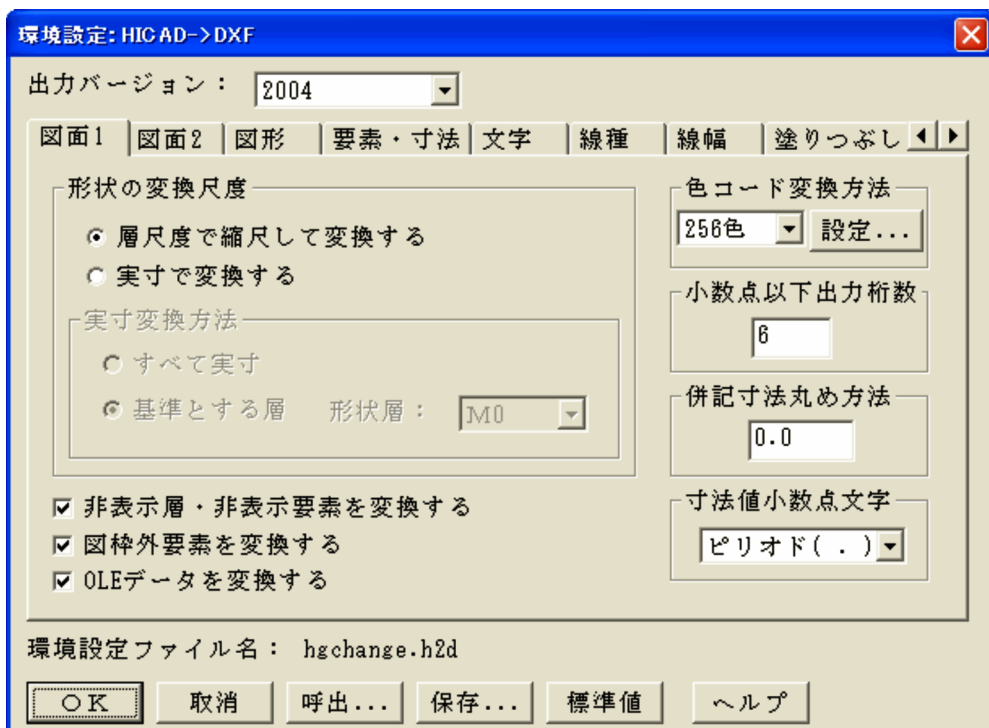 環境設定: HICAD->DXF
出力バージョン： 2004
図面1 図面2 図形 要素・寸法 文字 線種 線幅 塗りつぶし
形状の変換尺度
層尺度で縮尺して変換する
実寸で変換する
実寸変換方法
すべて実寸
基準とする層 形状層： M0
非表示層・非表示要素を変換する
図枠外要素を変換する
OLEデータを変換する
色コード変換方法
256色 設定...
小数点以下出力桁数
6
併記寸法丸め方法
0.0
寸法値小数点文字
ピリオド( . )
環境設定ファイル名： hgchange.h2d
OK 取消 呼出... 保存... 標準値 ヘルプ